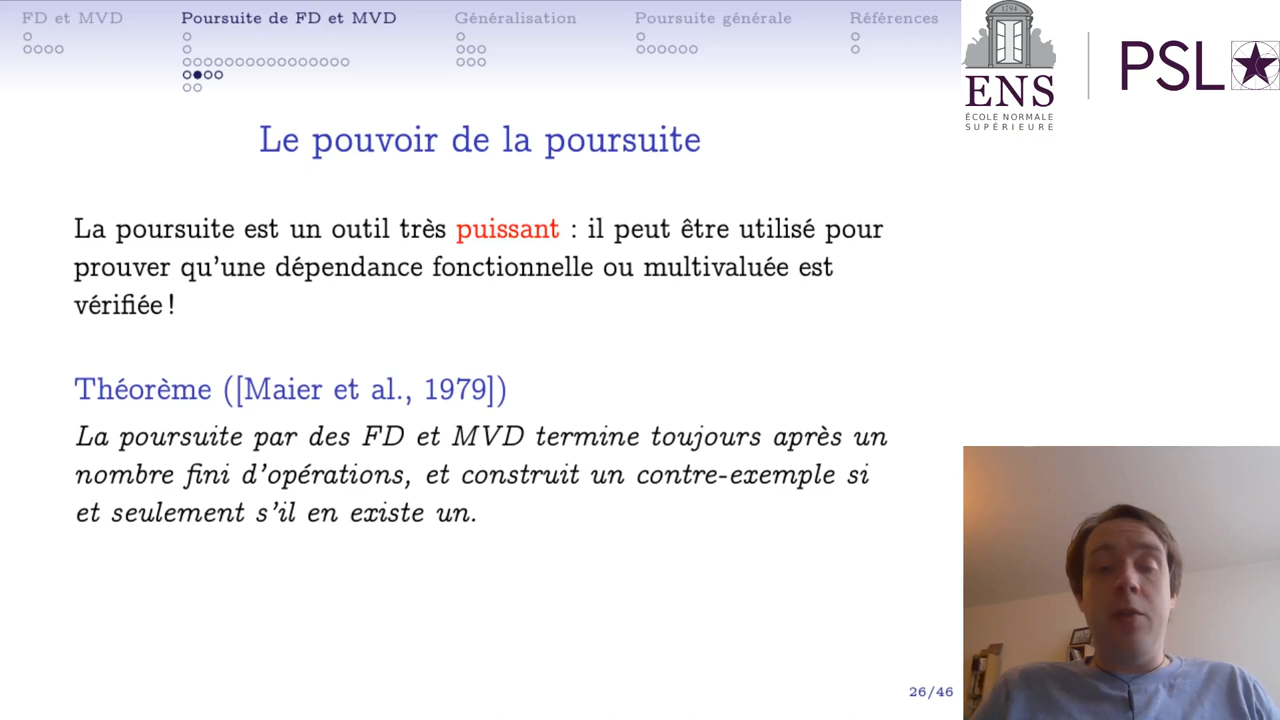 FD et MVD
Poursuite de FD et MVD
Généralisation
Poursuite générale
Références
1794
ENS
ÉCOLE NORMALE
SUPÉRIEURE
PSL
Le pouvoir de la poursuite
La poursuite est un outil très puissant : il peut être utilisé pour
prouver qu'une dépendance fonctionnelle ou multivaluée est
vérifiée !
Théorème ([Maier et al., 1979])
La poursuite par des FD et MVD termine toujours après un
nombre fini d'opérations, et construit un contre-exemple si
et seulement s'il en existe un.
26/46